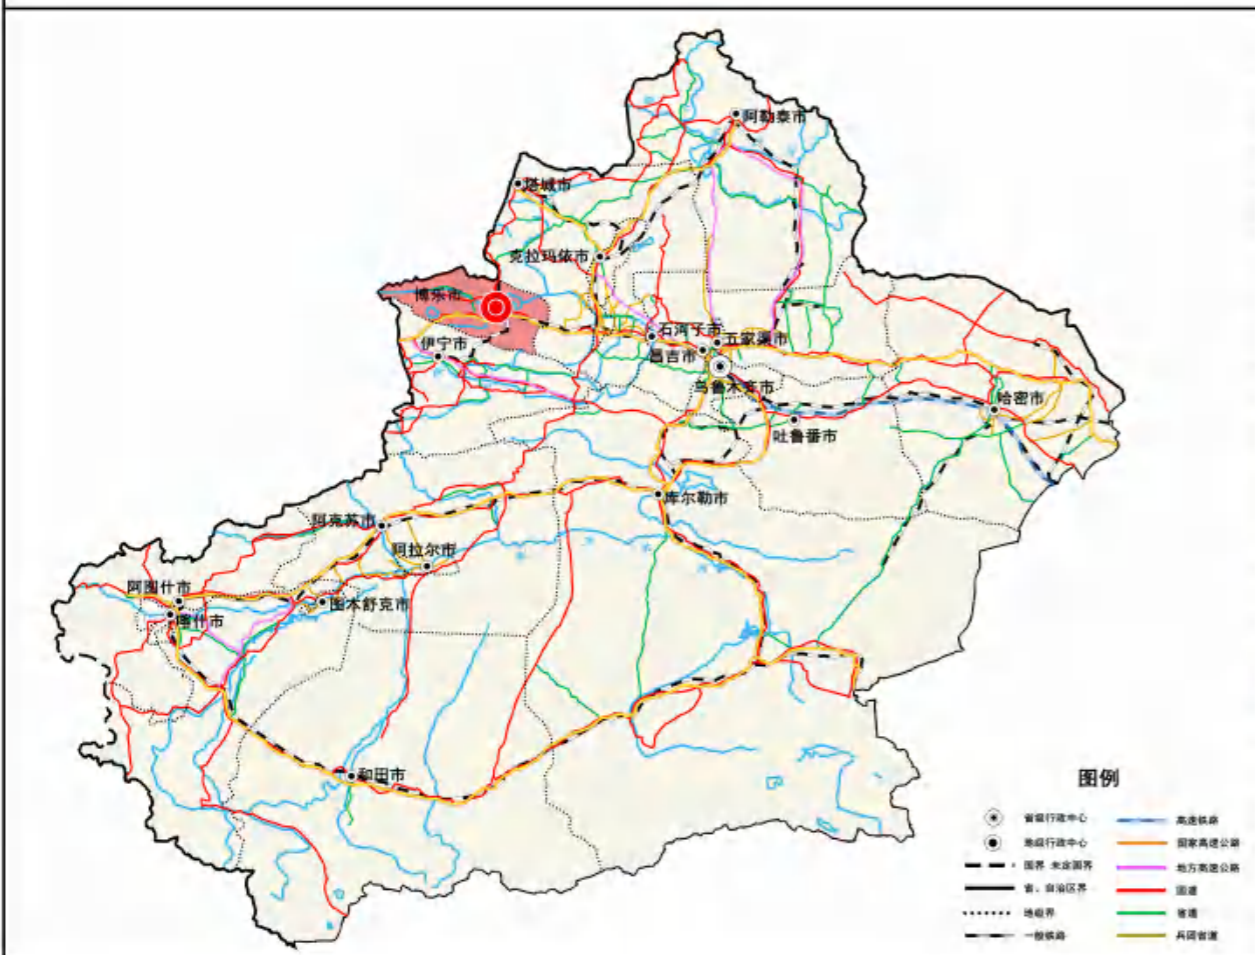 阿勒泰市
塔城市
克拉玛依市
博乐市
石河子市
五家渠市
伊宁市
昌吉市
乌鲁木齐市
哈密市
吐鲁番市
库尔勒市
阿克苏市
阿拉尔市
阿图什市
图木舒克市
喀什市
和田市
图例
省级行政中心
高速铁路
地级行政中心
国家高速公路
国界 未定国界
地方高速公路
省、自治区界
国道
地级界
省道
一般铁路
兵团省道